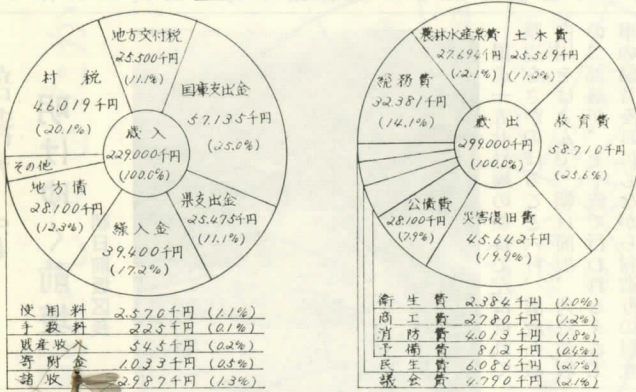 地方交付税
25.500千円
(11.1%)
国庫支出金
57.135千円
(25.0%)
県支出金
25.475千円
(11.1%)
繰入金
39.400千円
(17.2%)
地方債
28.100千円
(12.3%)
その他
村税
46.019千円
(20.1%)
歳入
229.000千円
(100.0%)
使用料 2.570千円 (1.1%)
手数料 225千円 (0.1%)
財産収入 545千円 (0.2%)
寄附金 1.033千円 (0.5%)
諸収 2.987千円 (1.3%)
農林水産業費
27.694千円
(12.1%)
土木費
25.569千円
(11.2%)
教育費
58.710千円
(25.6%)
災害復旧費
45.642千円
(19.9%)
公債費
28.100千円
(7.9%)
総務費
32.381千円
(14.1%)
歳出
299.000千円
(100.0%)
衛生費 2.384千円 (1.0%)
商工費 2.780千円 (1.2%)
消防費 4.013千円 (1.8%)
予備費 812千円 (0.4%)
民生費 6.086千円 (2.7%)
議会費 4.790千円 (2.1%)